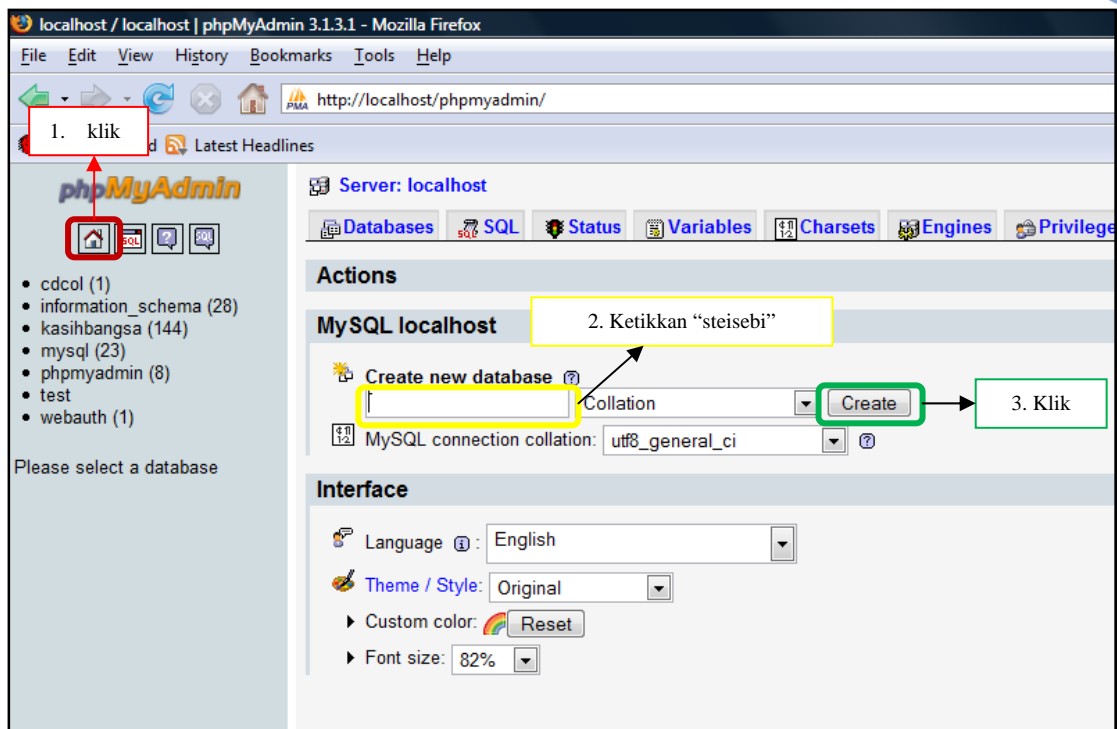 localhost / localhost | phpMyAdmin 3.1.3.1 - Mozilla Firefox
File Edit View History Bookmarks Tools Help
PMA http://localhost/phpmyadmin/
1. klik
d Latest Headlines
phpMyAdmin
SQL
SQL
cdcol (1)
information_schema (28)
kasihbangsa (144)
mysql (23)
phpmyadmin (8)
test
webauth (1)
Please select a database
Server: localhost
Databases SQL Status Variables Charsets Engines Privilege
Actions
MySQL localhost
2. Ketikkan “steisebi”
Create new database
Collation Create
3. Klik
MySQL connection collation: utf8_general_ci
Interface
Language : English
Theme / Style: Original
Custom color: Reset
Font size: 82%